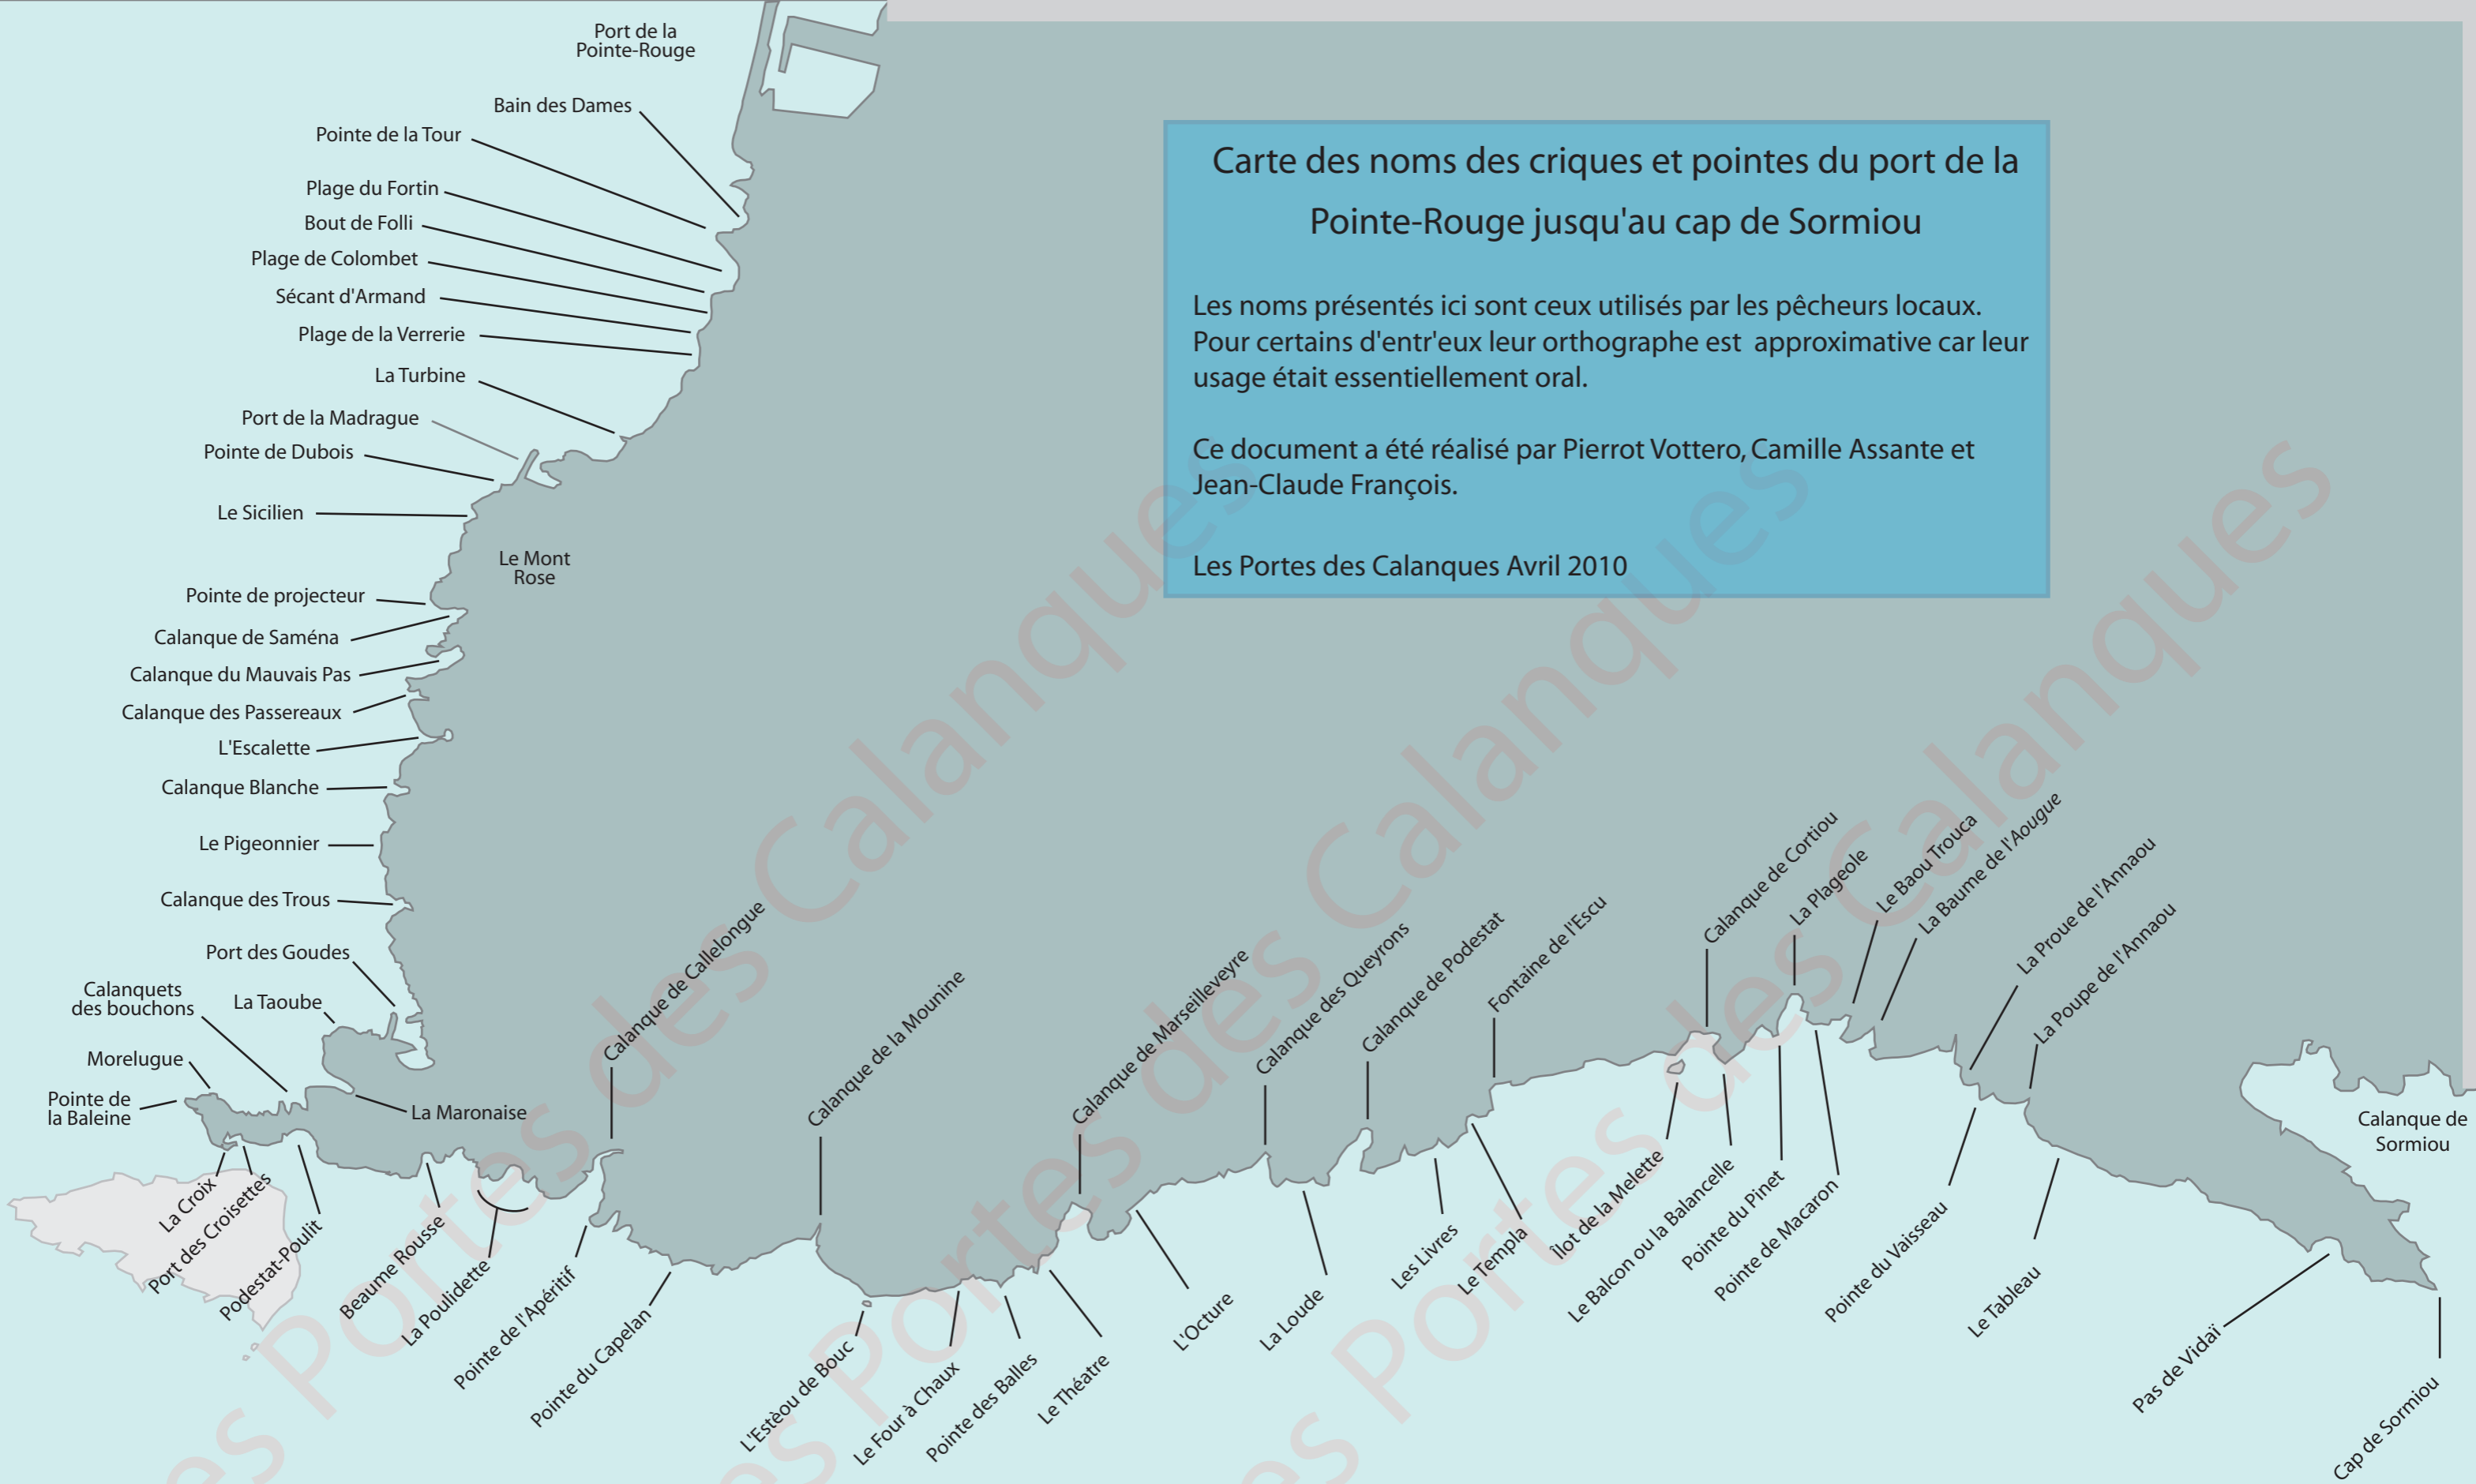 Port de la
Pointe-Rouge
Bain des Dames
Pointe de la Tour
Plage du Fortin
Bout de Folli
Plage de Colombet
Sécant d'Armand
Plage de la Verrerie
La Turbine
Port de la Madrague
Pointe de Dubois
Le Sicilien
Le Mont
Rose
Pointe de projecteur
Calanque de Saména
Calanque du Mauvais Pas
Calanque des Passereaux
L'Escalette
Calanque Blanche
Le Pigeonnier
Calanque des Trous
Port des Goudes
Calanquets
des bouchons
La Taoube
Morelugue
Pointe de
la Baleine
La Maronaise
Carte des noms des criques et pointes du port de la
Pointe-Rouge jusqu'au cap de Sormiou
Les noms présentés ici sont ceux utilisés par les pêcheurs locaux.
Pour certains d'entr'eux leur orthographe est approximative car leur
usage était essentiellement oral.
Ce document a été réalisé par Pierrot Vottero, Camille Assante et
Jean-Claude François.
Les Portes des Calanques Avril 2010
La Croix
Port des Croisettes
Podestat-Poulit
Beaume Rousse
La Poulidette
Pointe de l'Apéritif
Calanque de Callelongue
Pointe du Capelan
Calanque de la Mounine
L'Estèou de Bouc
Le Four à Chaux
Pointe des Balles
Le Théatre
Calanque de Marseilleveyre
L'Octure
Calanque des Queyrons
La Loude
Calanque de Podestat
Les Livres
Le Templa
Fontaine de l'Escu
Îlot de la Melette
Calanque de Cortiou
Le Balcon ou la Balancelle
Pointe du Pinet
La Plageole
Pointe de Macaron
Le Baou Trouca
La Baume de l'Aougue
La Proue de l'Annaou
Pointe du Vaisseau
La Poupe de l'Annaou
Le Tableau
Pas de Vidaï
Cap de Sormiou
Calanque de
Sormiou
Portes des Calanques
Portes des Calanques
es Portes des Calanques